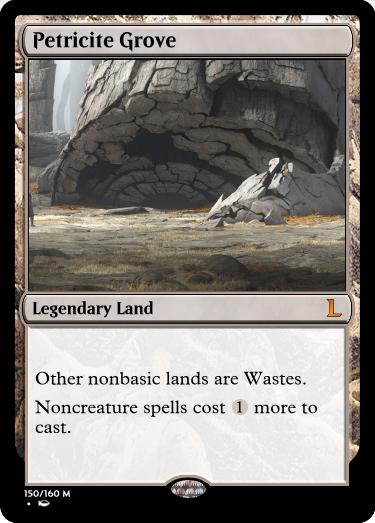 Petricite Grove
Legendary Land
L
Other nonbasic lands are Wastes.
Noncreature spells cost 1 more to
cast.
150/160 M